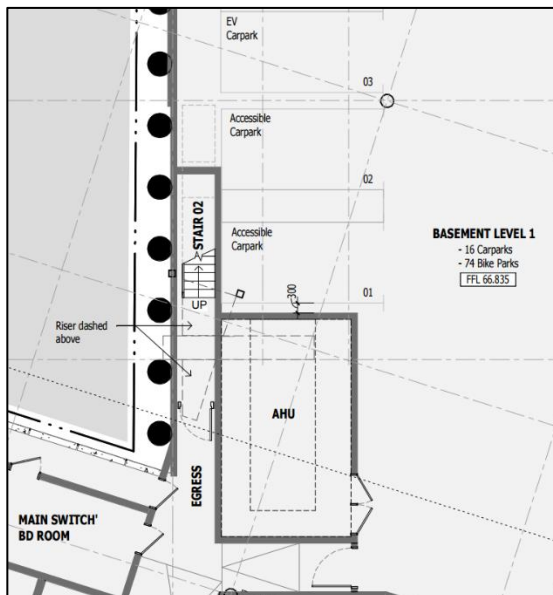 EV
Carpark
03
Accessible
Carpark
02
STAIR 02
Accessible
Carpark
BASEMENT LEVEL 1
- 16 Carparks
- 74 Bike Parks
FFL 66.835
300
01
UP
Riser dashed
above
AHU
EGRESS
MAIN SWITCH'
BD ROOM